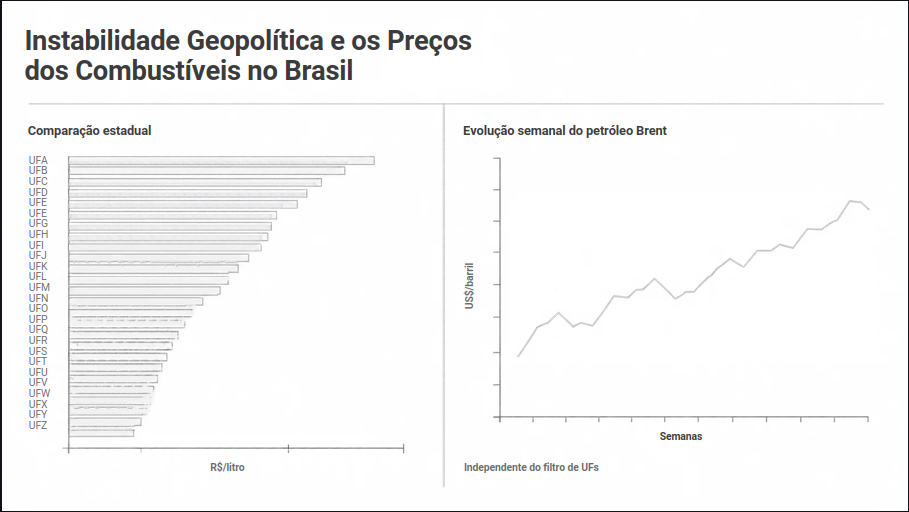 Instabilidade Geopolítica e os Preços
dos Combustíveis no Brasil
Comparação estadual
UFA
UFB
UFC
UFD
UFE
UFE
UFG
UFH
UFI
UFJ
UFK
UFL
UFM
UFN
UFO
UFP
UFQ
UFR
UFS
UFT
UFU
UFV
UFW
UFX
UFY
UFZ
R$/litro
Evolução semanal do petróleo Brent
US$/barril
Semanas
Independente do filtro de UFs